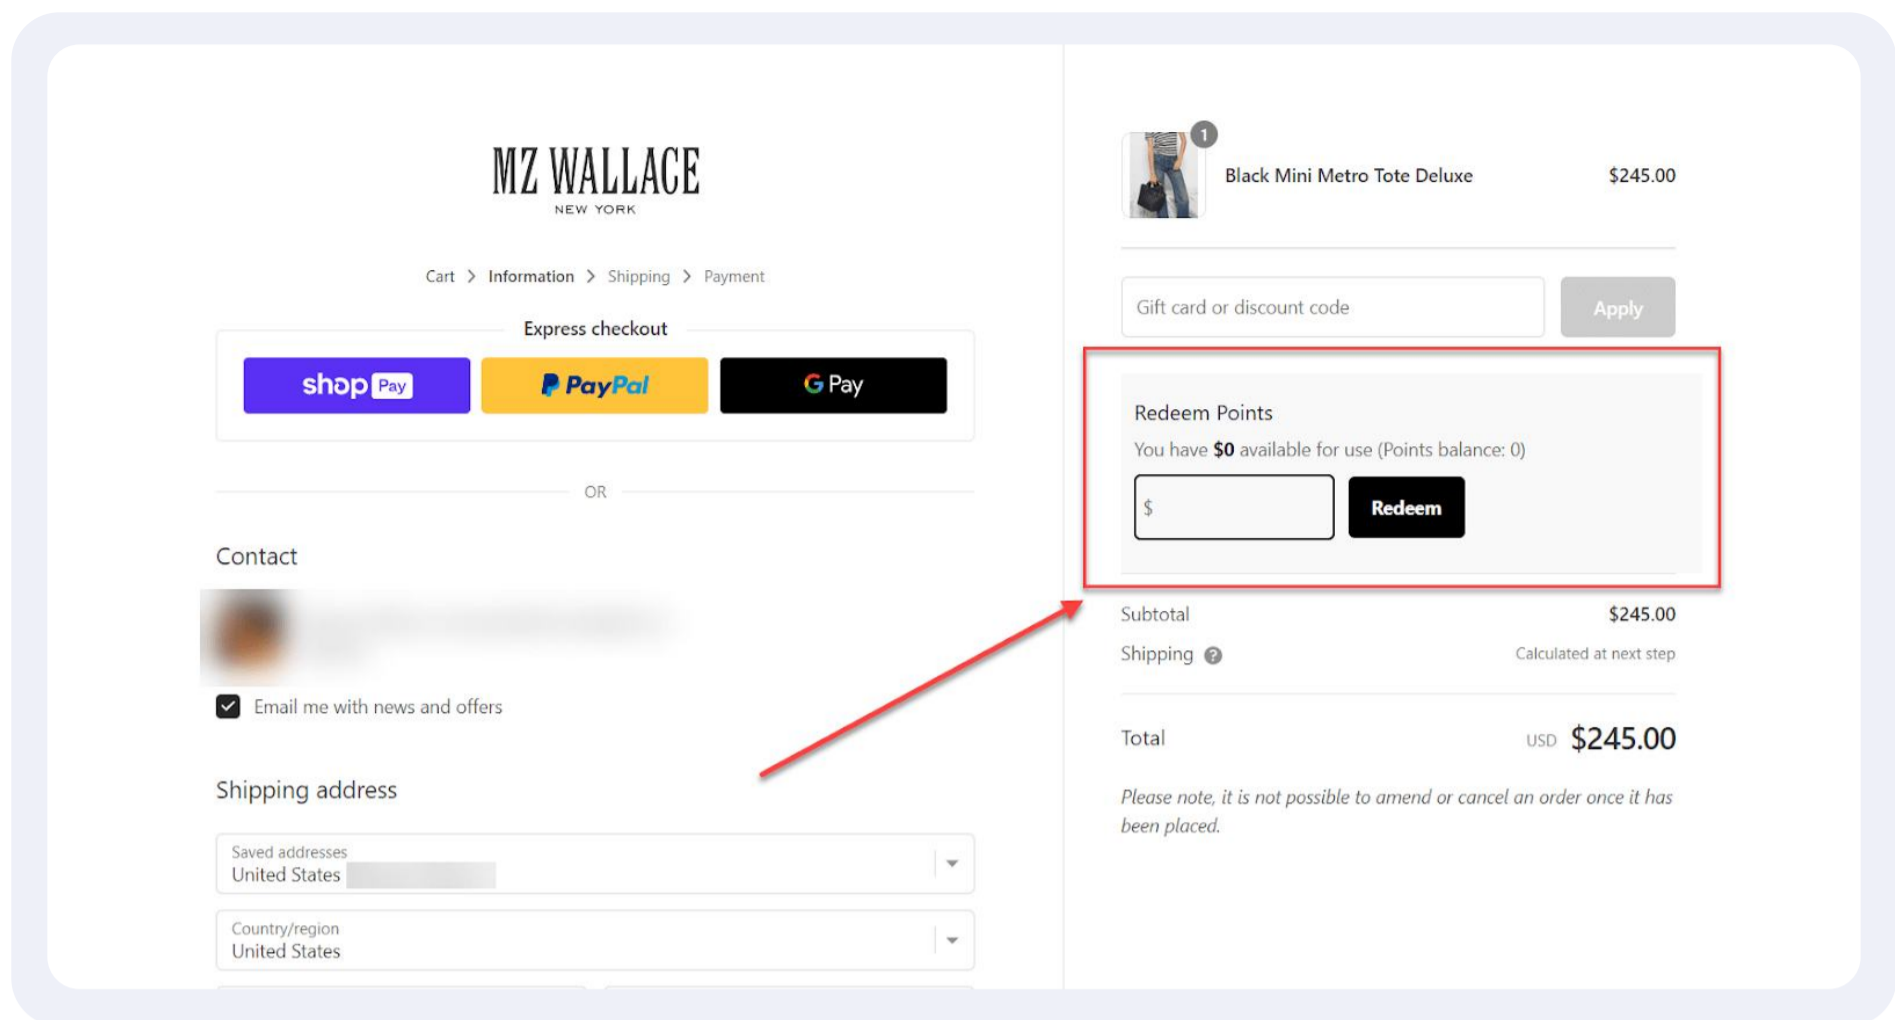 MZ WALLACE
NEW YORK
Cart > Information > Shipping > Payment
Express checkout
shop Pay
PayPal
G Pay
OR
Contact
Email me with news and offers
Shipping address
Saved addresses
United States
Country/region
United States
1
Black Mini Metro Tote Deluxe $245.00
Gift card or discount code
Apply
Redeem Points
You have $0 available for use (Points balance: 0)
$
Redeem
Subtotal $245.00
Shipping ? Calculated at next step
Total USD $245.00
Please note, it is not possible to amend or cancel an order once it has
been placed.